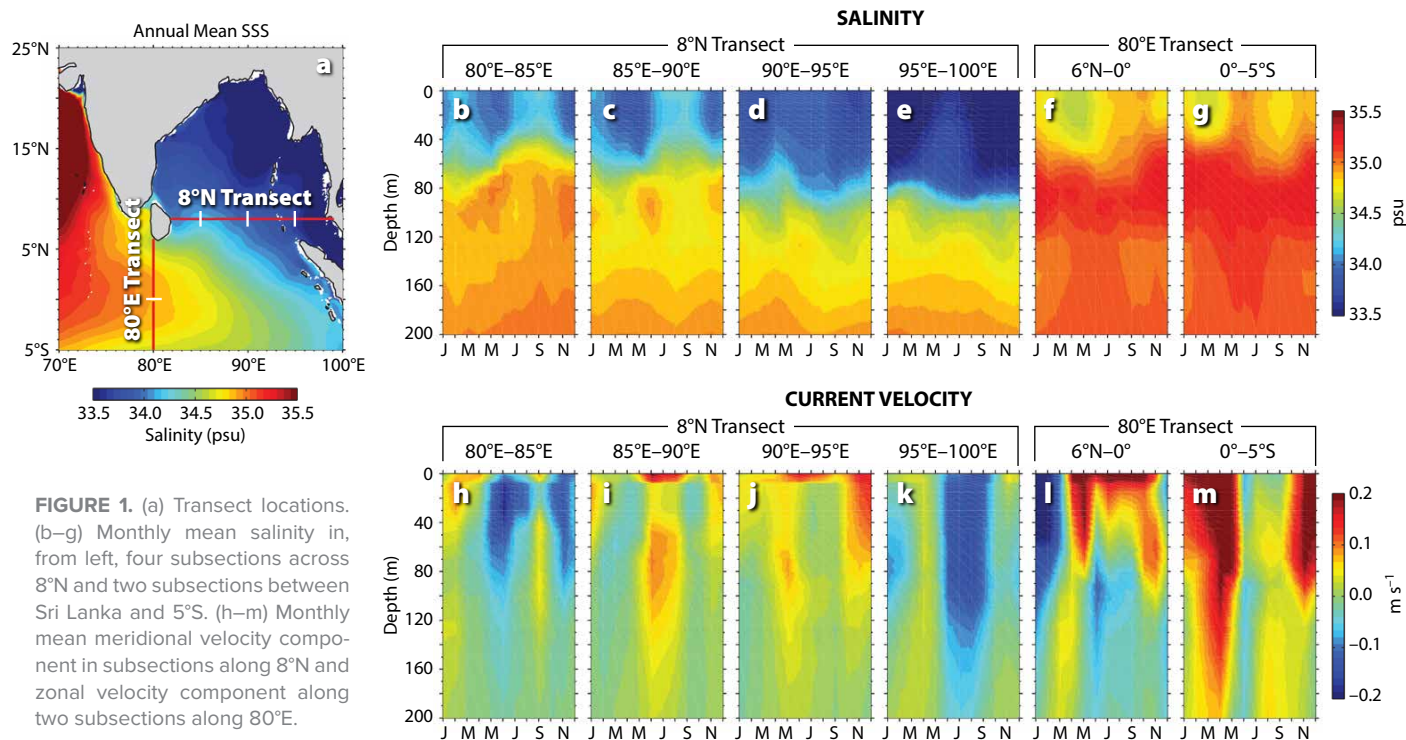 Annual Mean SSS
25°N
15°N
5°N
5°S
70°E 80°E 90°E 100°E
a
8°N Transect
80°E Transect
33.5 34.0 34.5 35.0 35.5
Salinity (psu)
FIGURE 1. (a) Transect locations.
(b–g) Monthly mean salinity in,
from left, four subsections across
8°N and two subsections between
Sri Lanka and 5°S. (h–m) Monthly
mean meridional velocity compo-
nent in subsections along 8°N and
zonal velocity component along
two subsections along 80°E.
SALINITY
8°N Transect 80°E Transect
80°E–85°E 85°E–90°E 90°E–95°E 95°E–100°E 6°N–0° 0°–5°S
b c d e f g
0
40
80
120
160
200
Depth (m)
J M M J S N J M M J S N J M M J S N J M M J S N J M M J S N J M M J S N
35.5
35.0
34.5
34.0
33.5
psu
CURRENT VELOCITY
8°N Transect 80°E Transect
80°E–85°E 85°E–90°E 90°E–95°E 95°E–100°E 6°N–0° 0°–5°S
h i j k l m
0
40
80
120
160
200
Depth (m)
J M M J S N J M M J S N J M M J S N J M M J S N J M M J S N J M M J S N
0.2
0.1
0.0
–0.1
–0.2
m s⁻¹